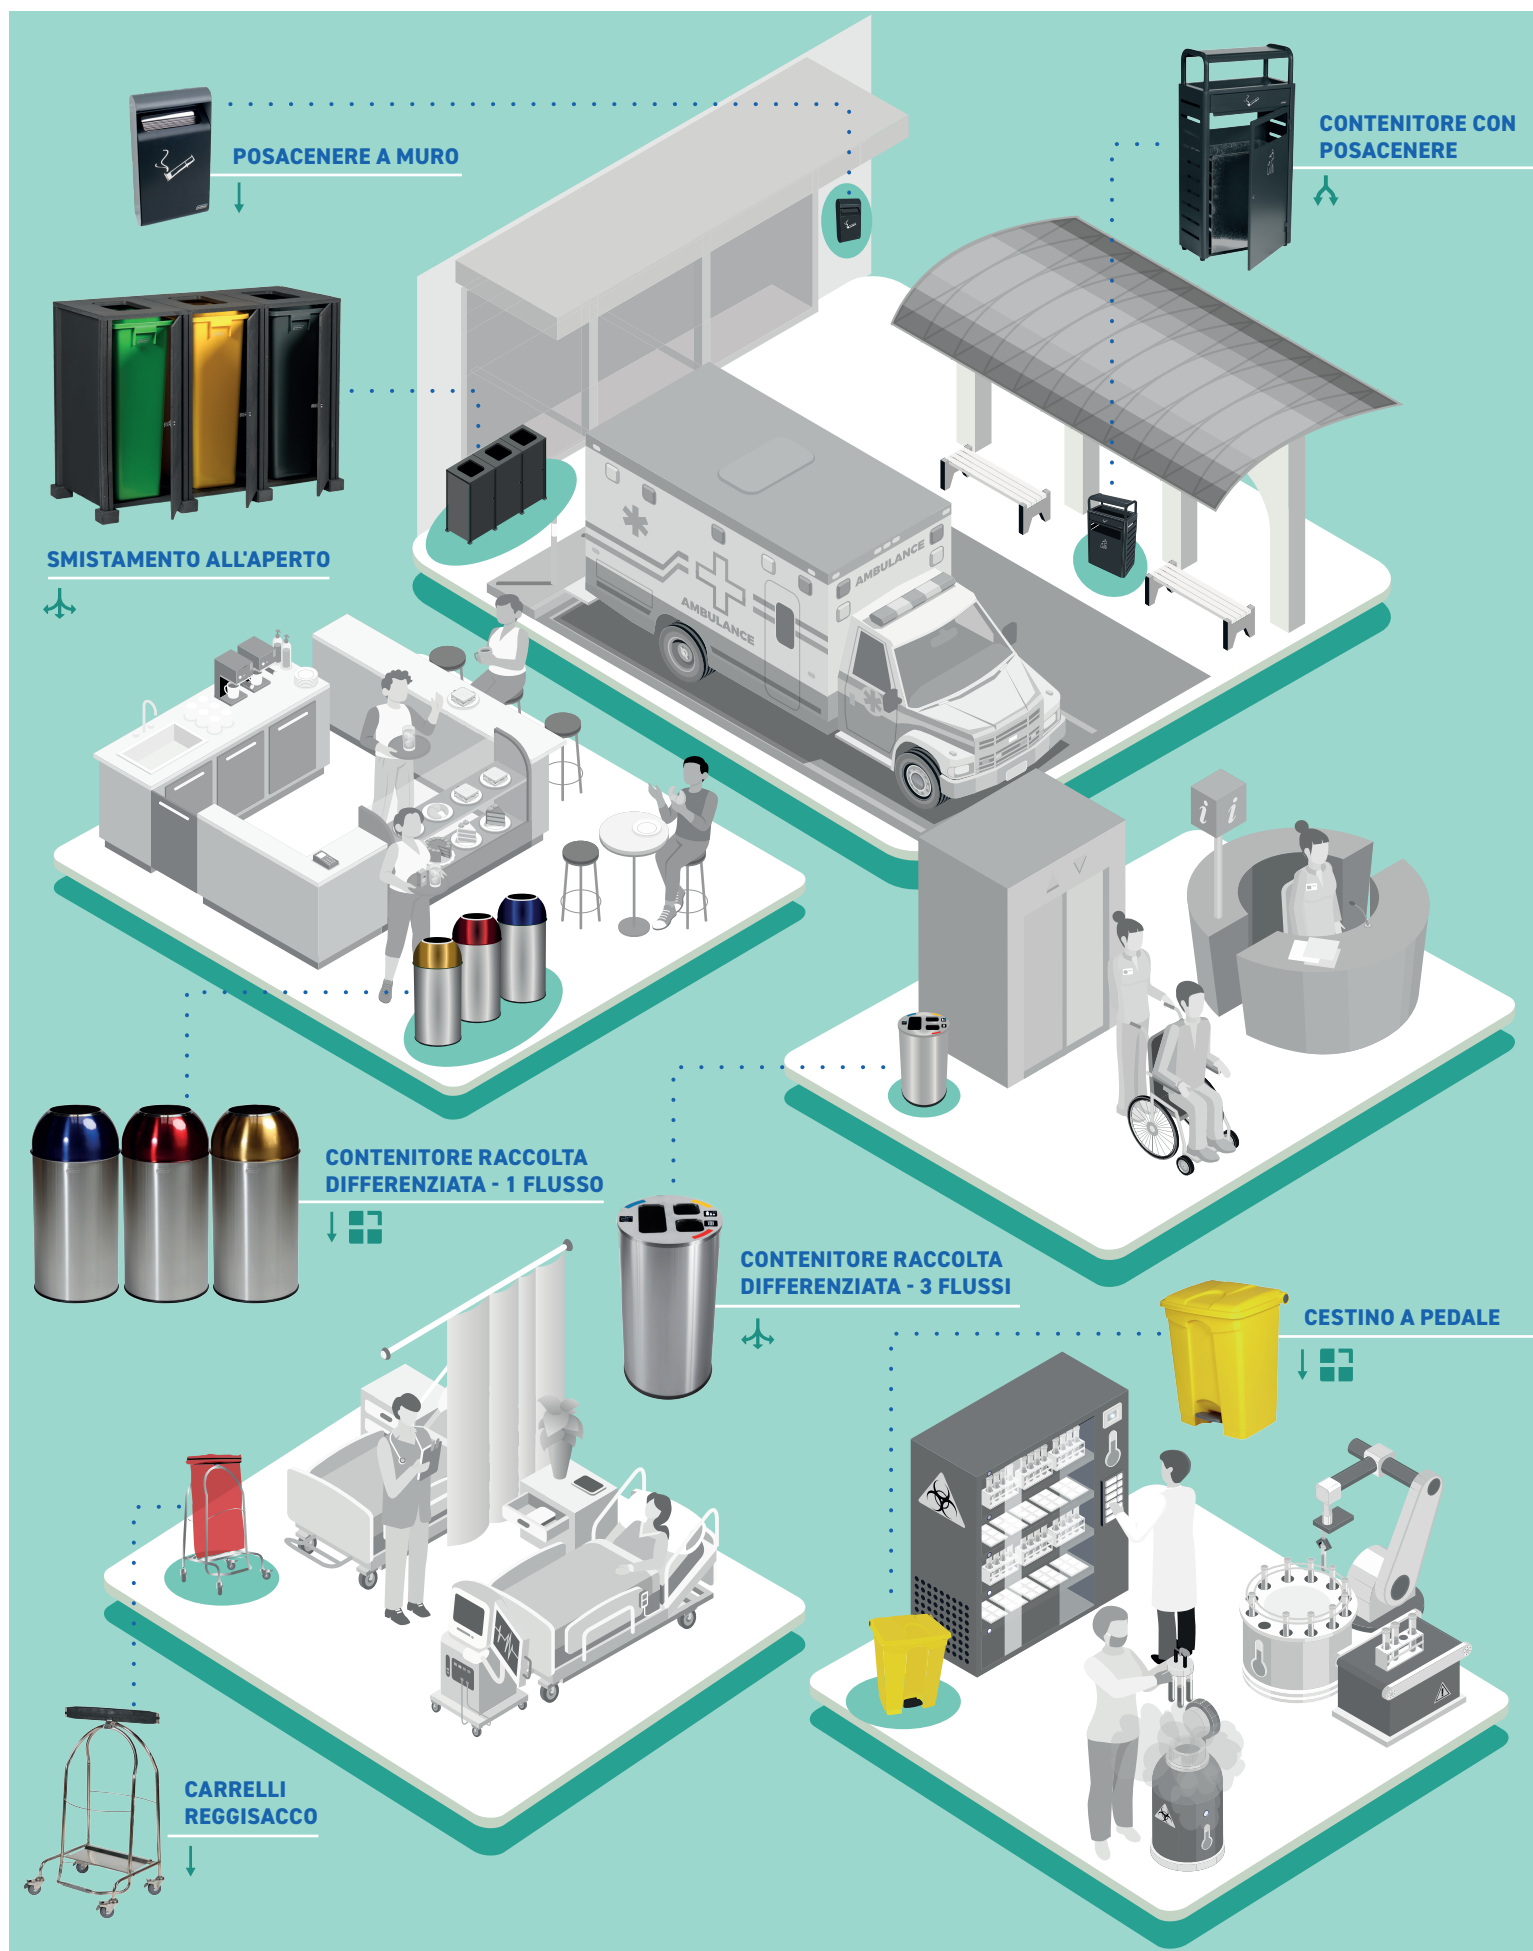 POSACENERE A MURO
CONTENITORE CON
POSACENERE
SMISTAMENTO ALL'APERTO
AMBULANCE
AMBULANCE
i i
CONTENITORE RACCOLTA
DIFFERENZIATA - 1 FLUSSO
CONTENITORE RACCOLTA
DIFFERENZIATA - 3 FLUSSI
CESTINO A PEDALE
CARRELLI
REGGISACCO